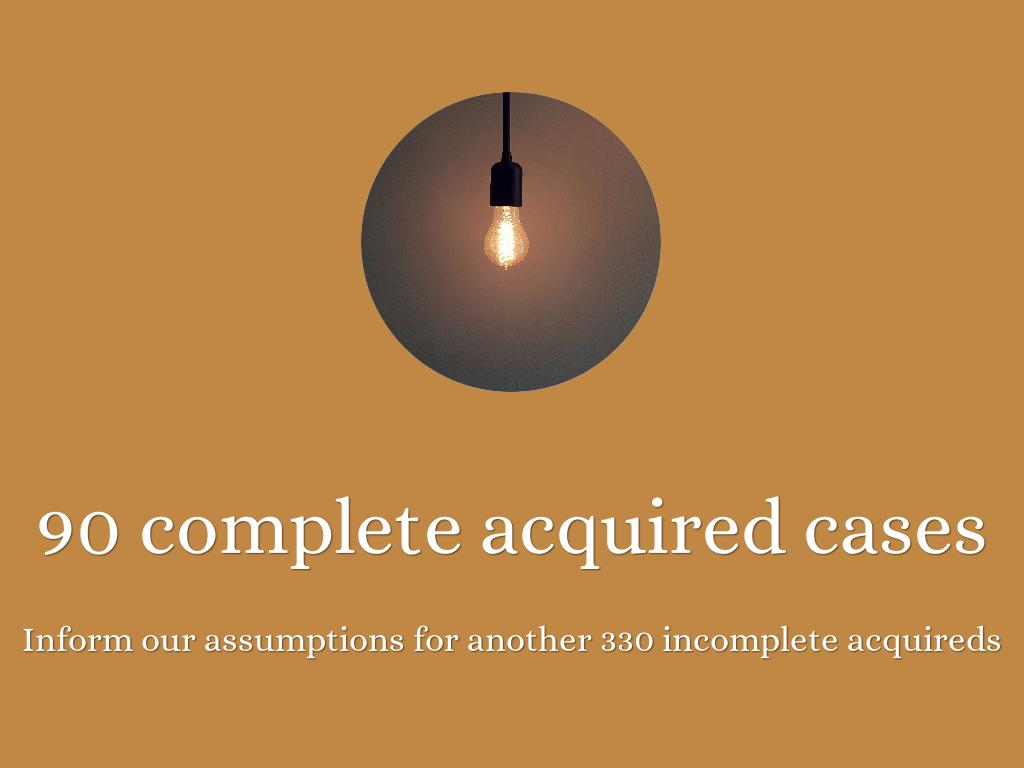 90 complete acquired cases
Inform our assumptions for another 330 incomplete acquireds